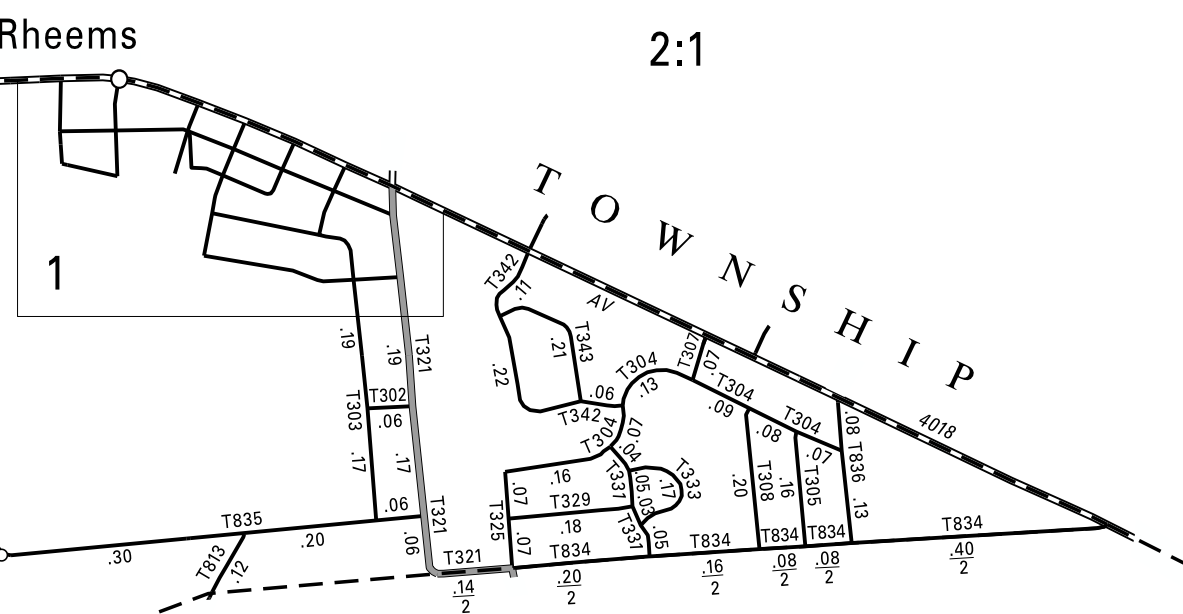 Rheems
2:1
TOWNSHIP
1
T342
.11
AV
T343
.21
.22
.06
T342
T304
.13
T307
.07
T304
.09
T304
.08
.07
4018
.08
T836
.13
.19
.19
T321
T302
.06
T303
.17
.17
.06
T321
.06
T304
.07
.04
.16
T331
.05
.03
.17
T333
T329
.18
T325
.07
.07
T331
.05
.20
T308
.16
T305
T835
.30
.20
T813
.12
T321
.14
2
T834
.20
2
T834
.16
2
T834
.08
2
T834
.08
2
T834
.40
2